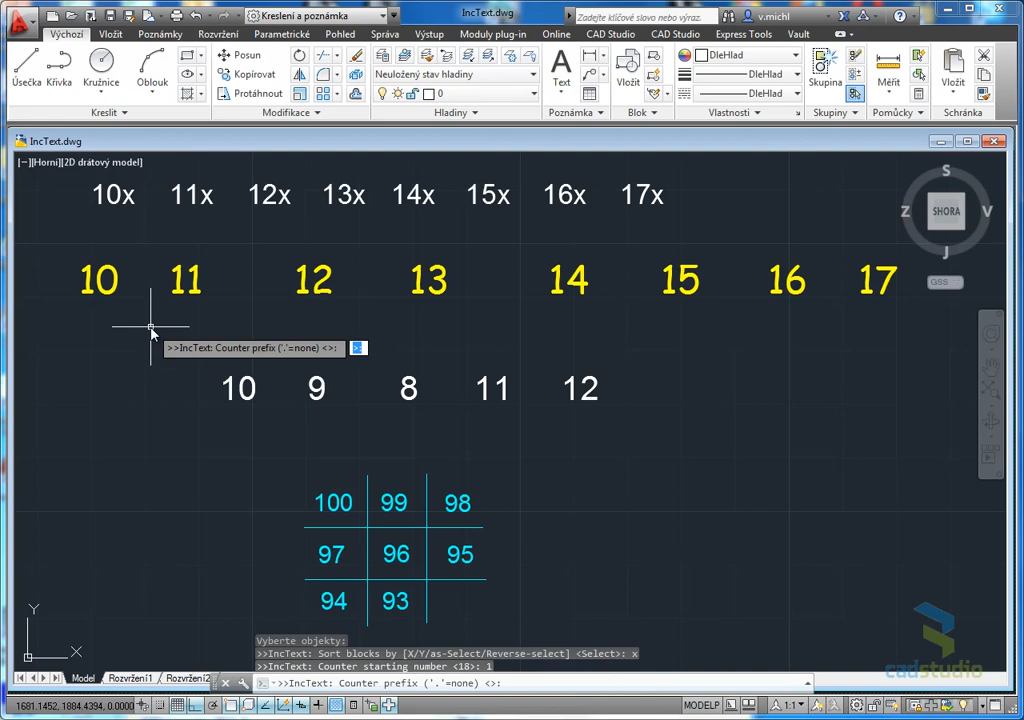 Kreslení a poznámka
IncText.dwg
Zadejte klíčové slovo nebo výraz.
v.michl
Výchozí Vložit Poznámky Rozvržení Parametrické Pohled Správa Výstup Moduly plug-in Online CAD Studio CAD Studio Express Tools Vault
Úsečka Křivka Kružnice Oblouk
Posun
Kopírovat
Protáhnout
Neuložený stav hladiny
0
Text
Vložit
DleHlad
DleHlad
DleHlad
Skupina
Měřit
Vložit
Kreslit Modifikace Hladiny Poznámka Blok Vlastnosti Skupiny Pomůcky Schránka
IncText.dwg
[−][Horní][2D drátový model]
10x 11x 12x 13x 14x 15x 16x 17x
S
Z SHORA V
J
GSS
10 11 12 13 14 15 16 17
>>IncText: Counter prefix ('.'=none) <>:
10 9 8 11 12
100 99 98
97 96 95
94 93
Y
X
cadstudio
Vyberte objekty:
>>IncText: Sort blocks by [X/Y/as-Select/Reverse-select] <Select>: x
>>IncText: Counter starting number <18>: 1
>>IncText: Counter prefix ('.'=none) <>:
Model Rozvržení1 Rozvržení2
1681.1452, 1884.4394, 0.0000
MODELP
1:1